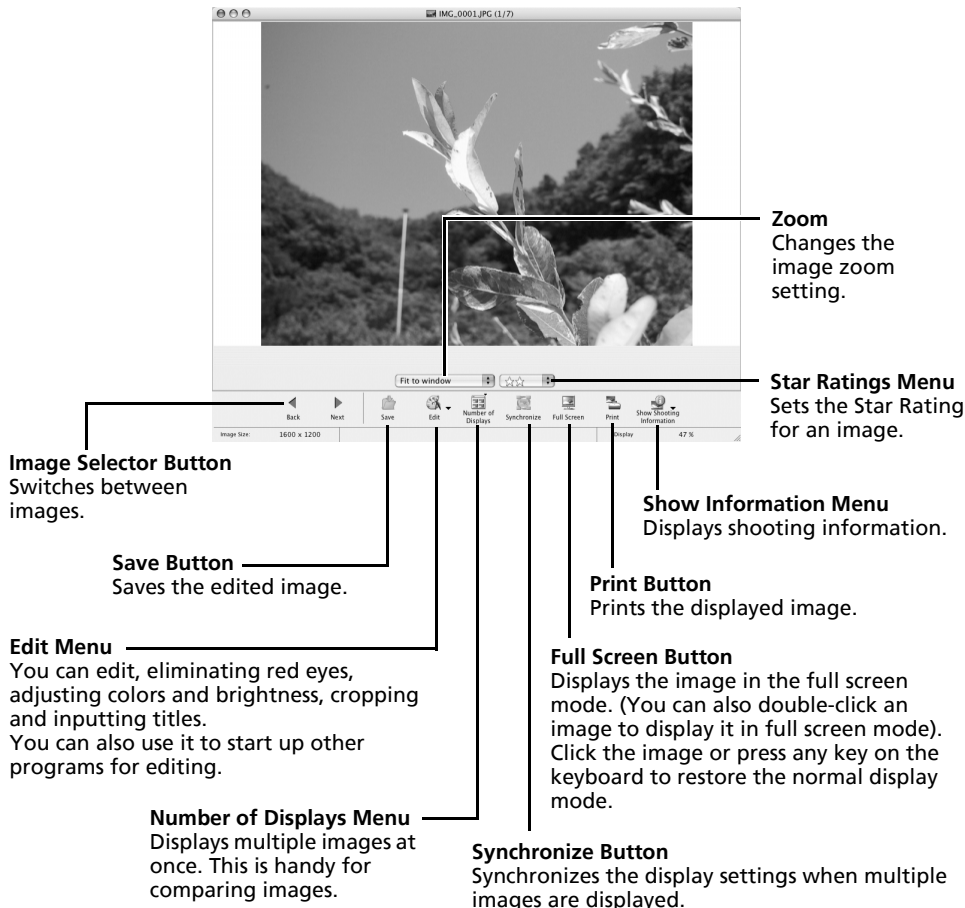 IMG_0001.JPG (1/7)
Zoom
Changes the
image zoom
setting.
Fit to window
Star Ratings Menu
Sets the Star Rating
for an image.
Back
Next
Save
Edit
Number of
Displays
Synchronize
Full Screen
Print
Show Shooting
Information
Image Size:
1600 x 1200
Display
47 %
Image Selector Button
Switches between
images.
Show Information Menu
Displays shooting information.
Save Button
Saves the edited image.
Print Button
Prints the displayed image.
Edit Menu
You can edit, eliminating red eyes,
adjusting colors and brightness, cropping
and inputting titles.
You can also use it to start up other
programs for editing.
Full Screen Button
Displays the image in the full screen
mode. (You can also double-click an
image to display it in full screen mode).
Click the image or press any key on the
keyboard to restore the normal display
mode.
Number of Displays Menu
Displays multiple images at
once. This is handy for
comparing images.
Synchronize Button
Synchronizes the display settings when multiple
images are displayed.